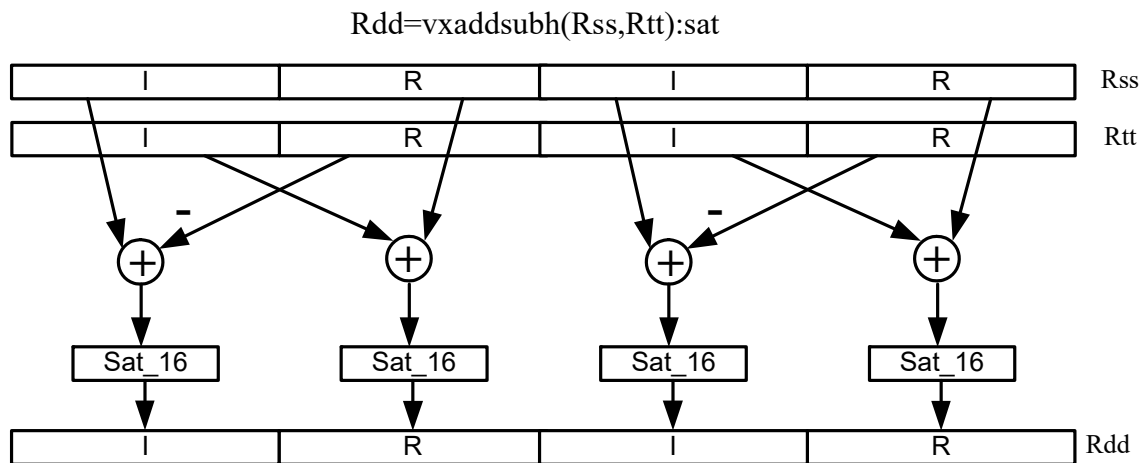 Rdd=vxaddsubh(Rss,Rtt):sat
I R I R Rss
I R I R Rtt
- -
+ + + +
Sat_16 Sat_16 Sat_16 Sat_16
I R I R Rdd